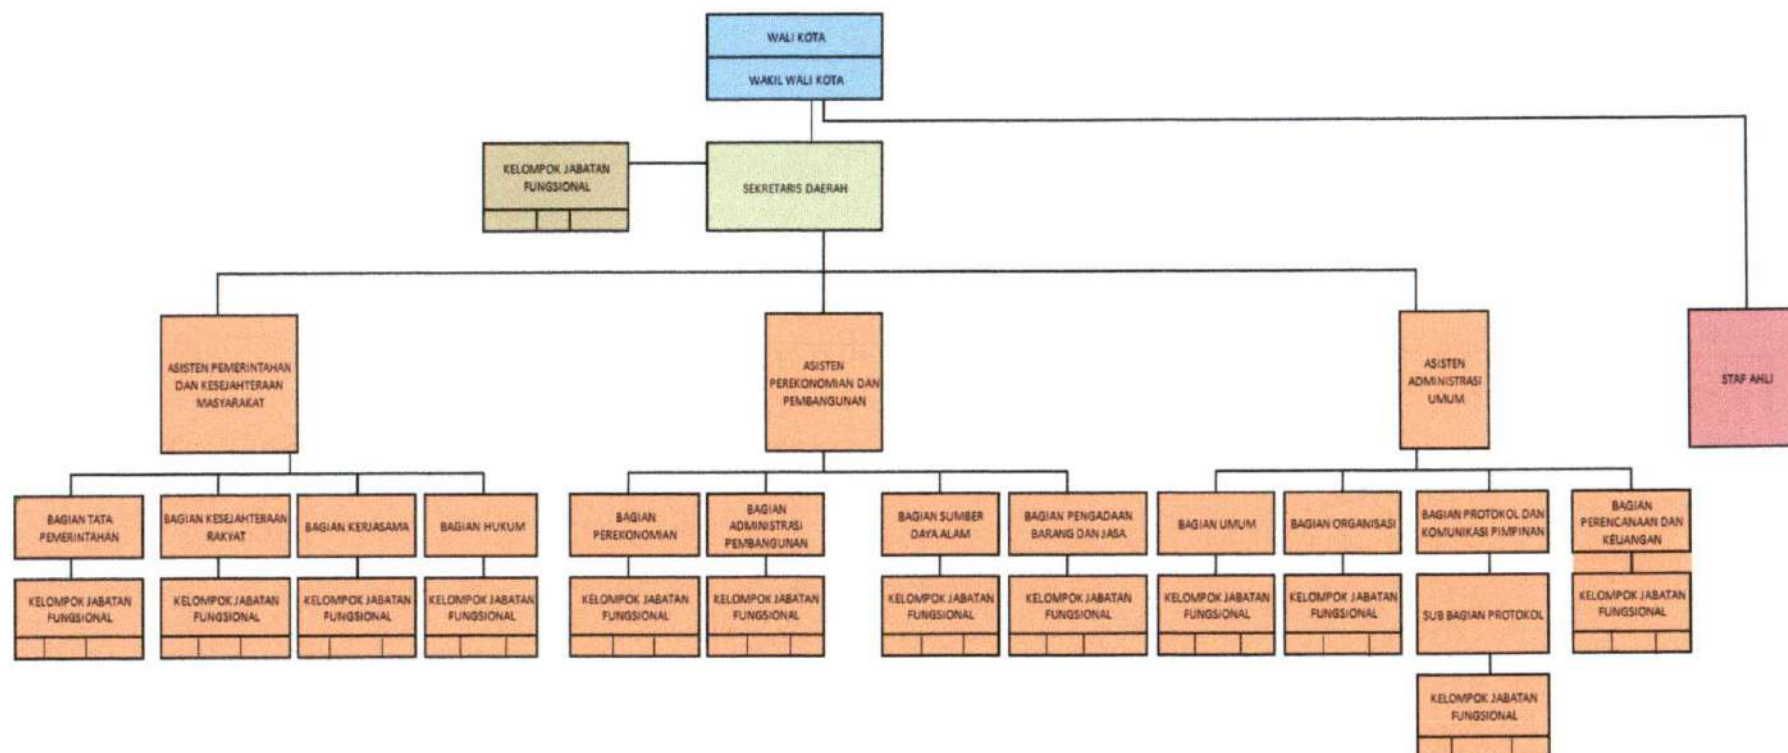 WALI KOTA
WAKIL WALI KOTA
KELOMPOK JABATAN
FUNGSIONAL
SEKRETARIS DAERAH
ASISTEN PEMERINTAHAN
DAN KESEJAHTERAAN
MASYARAKAT
ASISTEN
PEREKONOMIAN DAN
PEMBANGUNAN
ASISTEN
ADMINISTRASI
UMUM
STAF AHLI
BAGIAN TATA
PEMERINTAHAN
BAGIAN KESEJAHTERAAN
RAKYAT
BAGIAN KERJASAMA
BAGIAN HUKUM
BAGIAN
PEREKONOMIAN
BAGIAN
ADMINISTRASI
PEMBANGUNAN
BAGIAN SUMBER
DAYA ALAM
BAGIAN PENGADAAN
BARANG DAN JASA
BAGIAN UMUM
BAGIAN ORGANISASI
BAGIAN PROTOKOL DAN
KOMUNIKASI PIMPINAN
BAGIAN
PERENCANAAN DAN
KEUANGAN
KELOMPOK JABATAN
FUNGSIONAL
KELOMPOK JABATAN
FUNGSIONAL
KELOMPOK JABATAN
FUNGSIONAL
KELOMPOK JABATAN
FUNGSIONAL
KELOMPOK JABATAN
FUNGSIONAL
KELOMPOK JABATAN
FUNGSIONAL
KELOMPOK JABATAN
FUNGSIONAL
KELOMPOK JABATAN
FUNGSIONAL
KELOMPOK JABATAN
FUNGSIONAL
KELOMPOK JABATAN
FUNGSIONAL
SUB BAGIAN PROTOKOL
KELOMPOK JABATAN
FUNGSIONAL
KELOMPOK JABATAN
FUNGSIONAL